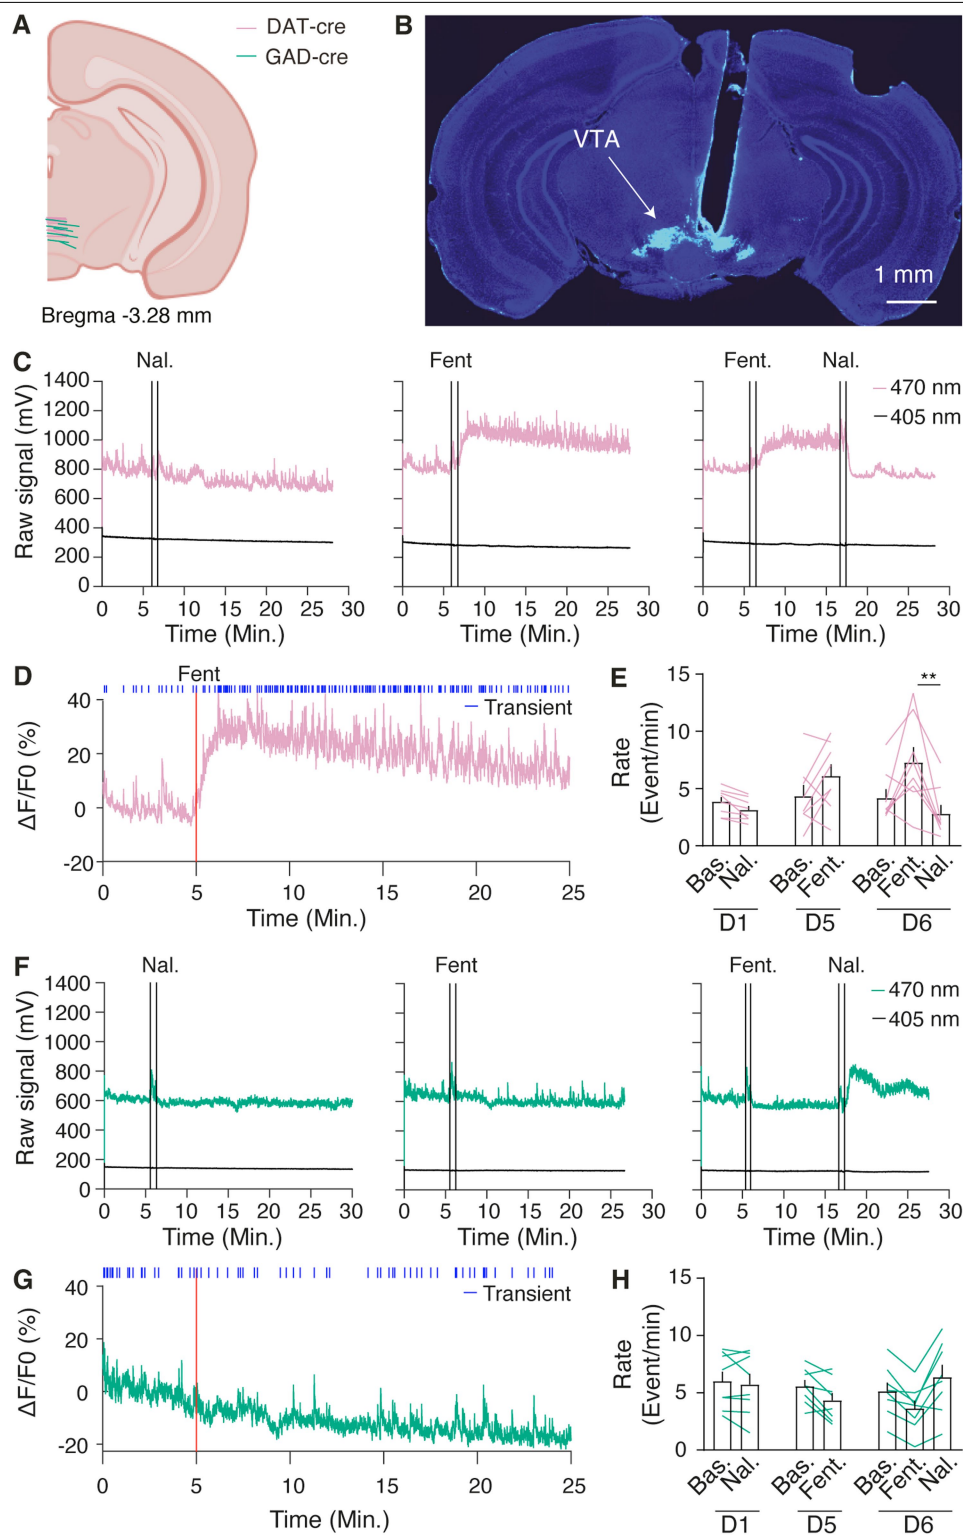 A
DAT-cre
GAD-cre
Bregma -3.28 mm
B
VTA
1 mm
C
Nal.
Fent
Fent.
Nal.
470 nm
405 nm
Raw signal (mV)
1400
1200
1000
800
600
400
200
0
0 5 10 15 20 25 30
0 5 10 15 20 25 30
0 5 10 15 20 25 30
Time (Min.)
Time (Min.)
Time (Min.)
D
Fent
Transient
ΔF/F0 (%)
40
20
0
-20
0 5 10 15 20 25
Time (Min.)
E
**
Rate
(Event/min)
15
10
5
0
Bas. Nal. Bas. Fent. Bas. Fent. Nal.
D1 D5 D6
F
Nal.
Fent
Fent.
Nal.
470 nm
405 nm
Raw signal (mV)
1400
1200
1000
800
600
400
200
0
0 5 10 15 20 25 30
0 5 10 15 20 25 30
0 5 10 15 20 25 30
Time (Min.)
Time (Min.)
Time (Min.)
G
Transient
ΔF/F0 (%)
40
20
0
-20
0 5 10 15 20 25
Time (Min.)
H
Rate
(Event/min)
15
10
5
0
Bas. Nal. Bas. Fent. Bas. Fent. Nal.
D1 D5 D6